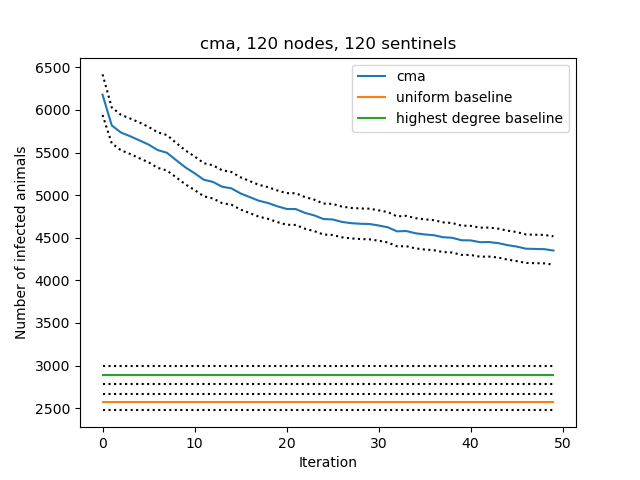 cma, 120 nodes, 120 sentinels
cma
uniform baseline
highest degree baseline
Number of infected animals
6500
6000
5500
5000
4500
4000
3500
3000
2500
0 10 20 30 40 50
Iteration